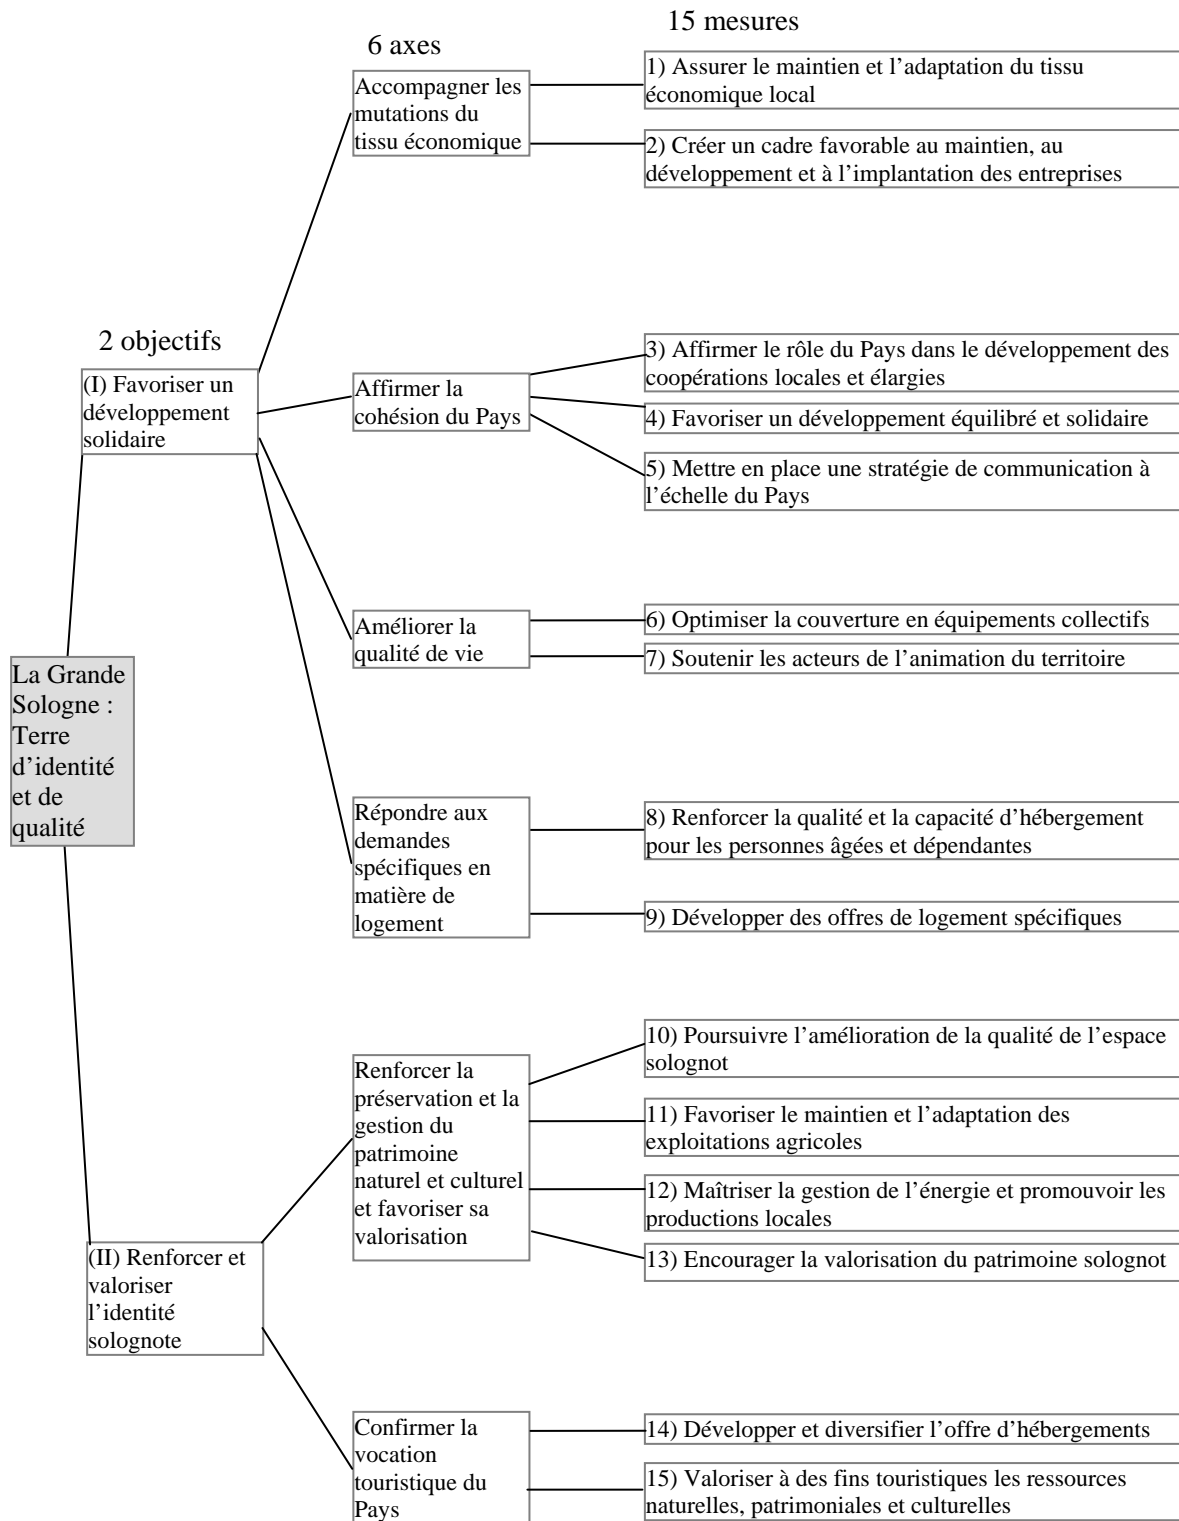 15 mesures
6 axes
Accompagner les
mutations du
tissu économique
1) Assurer le maintien et l’adaptation du tissu
économique local
2) Créer un cadre favorable au maintien, au
développement et à l’implantation des entreprises
2 objectifs
(I) Favoriser un
développement
solidaire
Affirmer la
cohésion du Pays
3) Affirmer le rôle du Pays dans le développement des
coopérations locales et élargies
4) Favoriser un développement équilibré et solidaire
5) Mettre en place une stratégie de communication à
l’échelle du Pays
Améliorer la
qualité de vie
6) Optimiser la couverture en équipements collectifs
7) Soutenir les acteurs de l’animation du territoire
La Grande
Sologne :
Terre
d’identité
et de
qualité
Répondre aux
demandes
spécifiques en
matière de
logement
8) Renforcer la qualité et la capacité d’hébergement
pour les personnes âgées et dépendantes
9) Développer des offres de logement spécifiques
(II) Renforcer et
valoriser
l’identité
solognote
Renforcer la
préservation et la
gestion du
patrimoine
naturel et culturel
et favoriser sa
valorisation
10) Poursuivre l’amélioration de la qualité de l’espace
solognot
11) Favoriser le maintien et l’adaptation des
exploitations agricoles
12) Maîtriser la gestion de l’énergie et promouvoir les
productions locales
13) Encourager la valorisation du patrimoine solognot
Confirmer la
vocation
touristique du
Pays
14) Développer et diversifier l’offre d’hébergements
15) Valoriser à des fins touristiques les ressources
naturelles, patrimoniales et culturelles